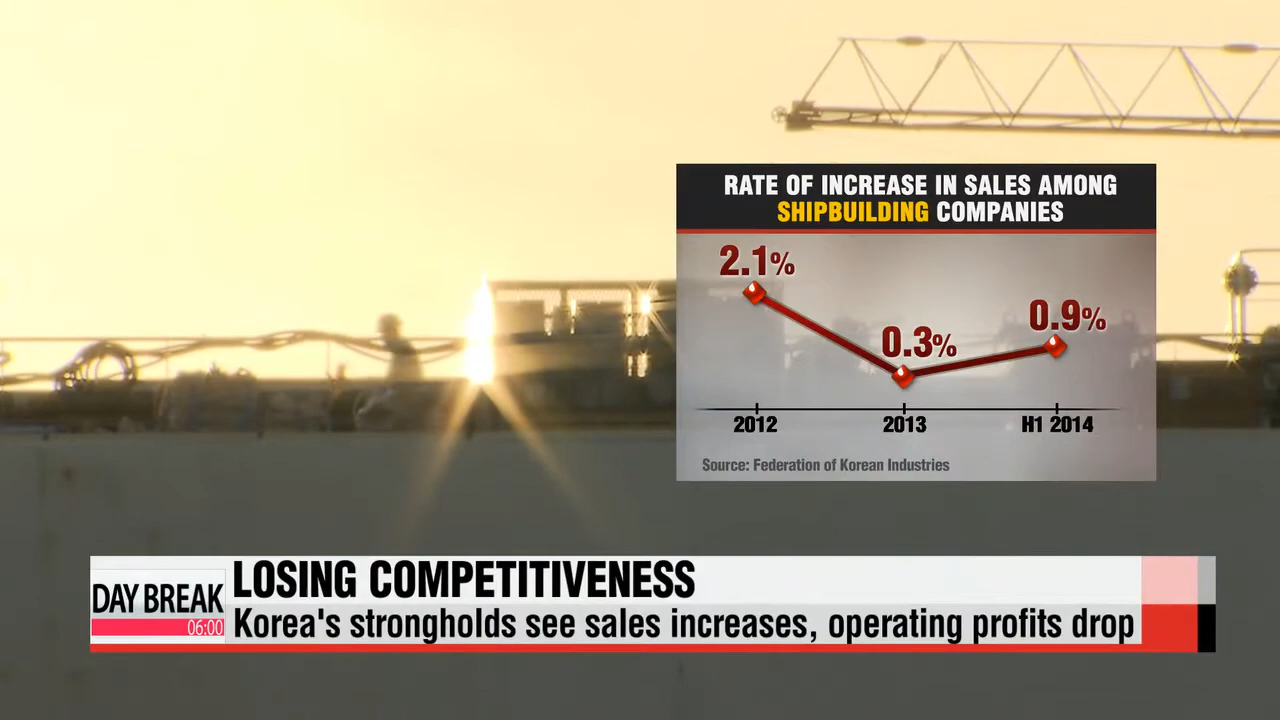 RATE OF INCREASE IN SALES AMONG
SHIPBUILDING COMPANIES
2.1%
0.3%
0.9%
2012 2013 H1 2014
Source: Federation of Korean Industries
LOSING COMPETITIVENESS
DAY BREAK
06:00
Korea's strongholds see sales increases, operating profits drop